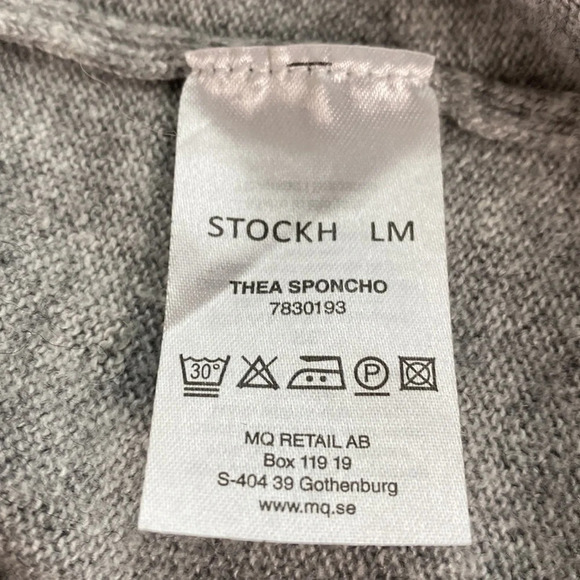 STOCKH LM
THEA SPONCHO
7830193
30°
P
MQ RETAIL AB
Box 119 19
S-404 39 Gothenburg
www.mq.se